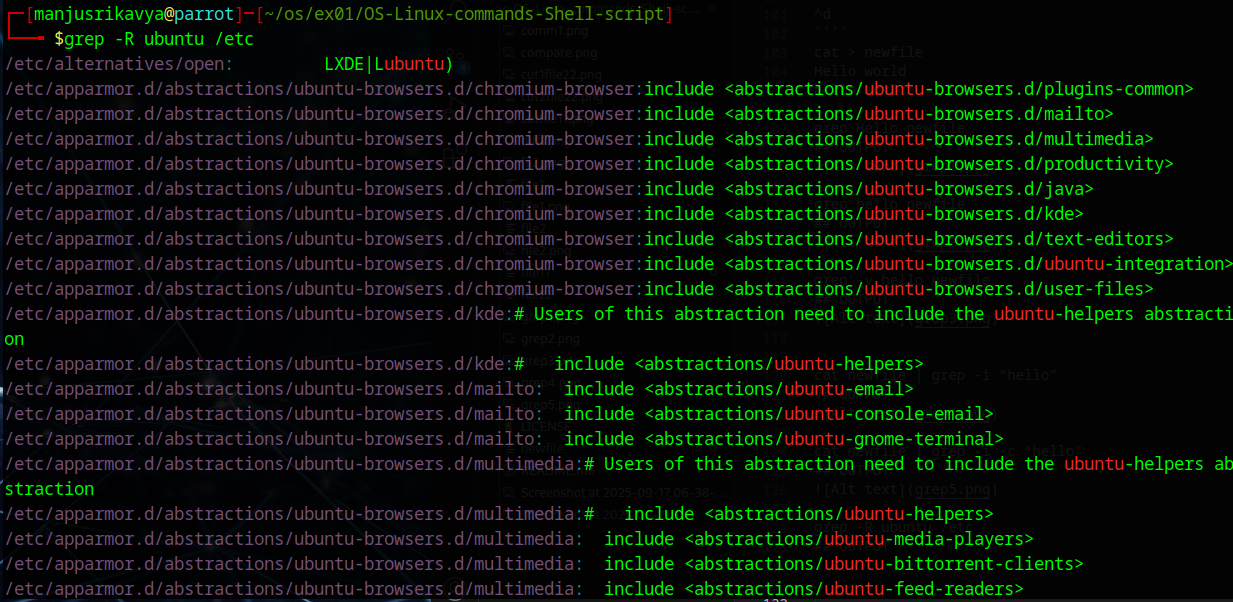 ┌─[manjusrikavya@parrot]─[~/os/ex01/OS-Linux-commands-Shell-script]
└──╼ $grep -R ubuntu /etc
/etc/alternatives/open:         LXDE|Lubuntu)
/etc/apparmor.d/abstractions/ubuntu-browsers.d/chromium-browser:include <abstractions/ubuntu-browsers.d/plugins-common>
/etc/apparmor.d/abstractions/ubuntu-browsers.d/chromium-browser:include <abstractions/ubuntu-browsers.d/mailto>
/etc/apparmor.d/abstractions/ubuntu-browsers.d/chromium-browser:include <abstractions/ubuntu-browsers.d/multimedia>
/etc/apparmor.d/abstractions/ubuntu-browsers.d/chromium-browser:include <abstractions/ubuntu-browsers.d/productivity>
/etc/apparmor.d/abstractions/ubuntu-browsers.d/chromium-browser:include <abstractions/ubuntu-browsers.d/java>
/etc/apparmor.d/abstractions/ubuntu-browsers.d/chromium-browser:include <abstractions/ubuntu-browsers.d/kde>
/etc/apparmor.d/abstractions/ubuntu-browsers.d/chromium-browser:include <abstractions/ubuntu-browsers.d/text-editors>
/etc/apparmor.d/abstractions/ubuntu-browsers.d/chromium-browser:include <abstractions/ubuntu-browsers.d/ubuntu-integration>
/etc/apparmor.d/abstractions/ubuntu-browsers.d/chromium-browser:include <abstractions/ubuntu-browsers.d/user-files>
/etc/apparmor.d/abstractions/ubuntu-browsers.d/kde:# Users of this abstraction need to include the ubuntu-helpers abstracti
on
/etc/apparmor.d/abstractions/ubuntu-browsers.d/kde:#   include <abstractions/ubuntu-helpers>
/etc/apparmor.d/abstractions/ubuntu-browsers.d/mailto:  include <abstractions/ubuntu-email>
/etc/apparmor.d/abstractions/ubuntu-browsers.d/mailto:  include <abstractions/ubuntu-console-email>
/etc/apparmor.d/abstractions/ubuntu-browsers.d/mailto:  include <abstractions/ubuntu-gnome-terminal>
/etc/apparmor.d/abstractions/ubuntu-browsers.d/multimedia:# Users of this abstraction need to include the ubuntu-helpers ab
straction
/etc/apparmor.d/abstractions/ubuntu-browsers.d/multimedia:#   include <abstractions/ubuntu-helpers>
/etc/apparmor.d/abstractions/ubuntu-browsers.d/multimedia:  include <abstractions/ubuntu-media-players>
/etc/apparmor.d/abstractions/ubuntu-browsers.d/multimedia:  include <abstractions/ubuntu-bittorrent-clients>
/etc/apparmor.d/abstractions/ubuntu-browsers.d/multimedia:  include <abstractions/ubuntu-feed-readers>